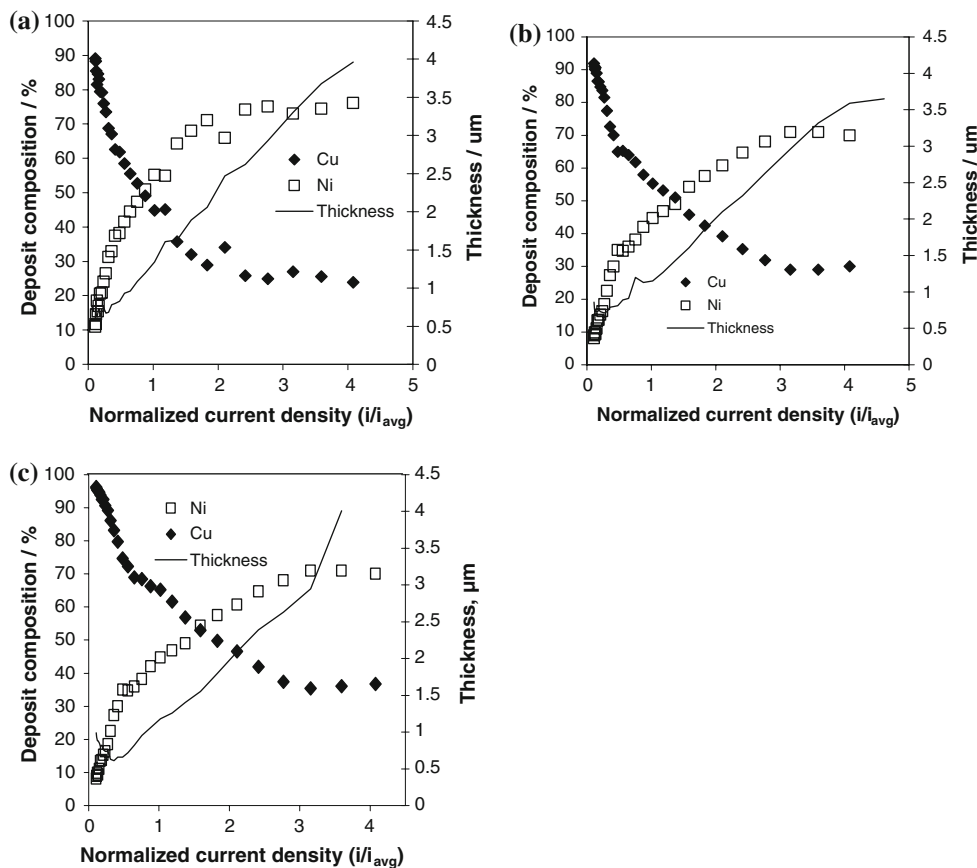 (a)
100
90
80
70
60
50
40
30
20
10
0
Deposit composition / %
4.5
4
3.5
3
2.5
2
1.5
1
0.5
0
Thickness / um
Cu
Ni
Thickness
0 1 2 3 4 5
Normalized current density (i/iavg)
(b)
100
90
80
70
60
50
40
30
20
10
0
Deposit composition / %
4.5
4
3.5
3
2.5
2
1.5
1
0.5
0
Thickness / um
Cu
Ni
Thickness
0 1 2 3 4 5
Normalized current density (i/iavg)
(c)
100
90
80
70
60
50
40
30
20
10
0
Deposit composition / %
4.5
4
3.5
3
2.5
2
1.5
1
0.5
0
Thickness, µm
Ni
Cu
Thickness
0 1 2 3 4
Normalized current density (i/iavg)